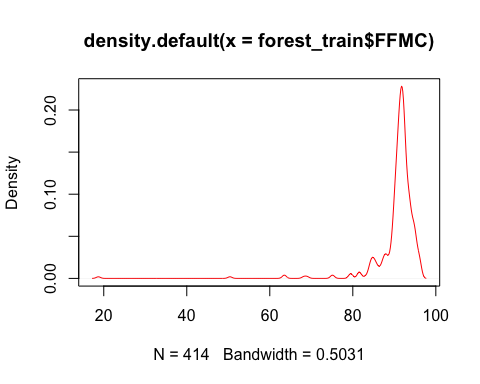 density.default(x = forest_train$FFMC)
Density
0.00
0.10
0.20
20 40 60 80 100
N = 414 Bandwidth = 0.5031